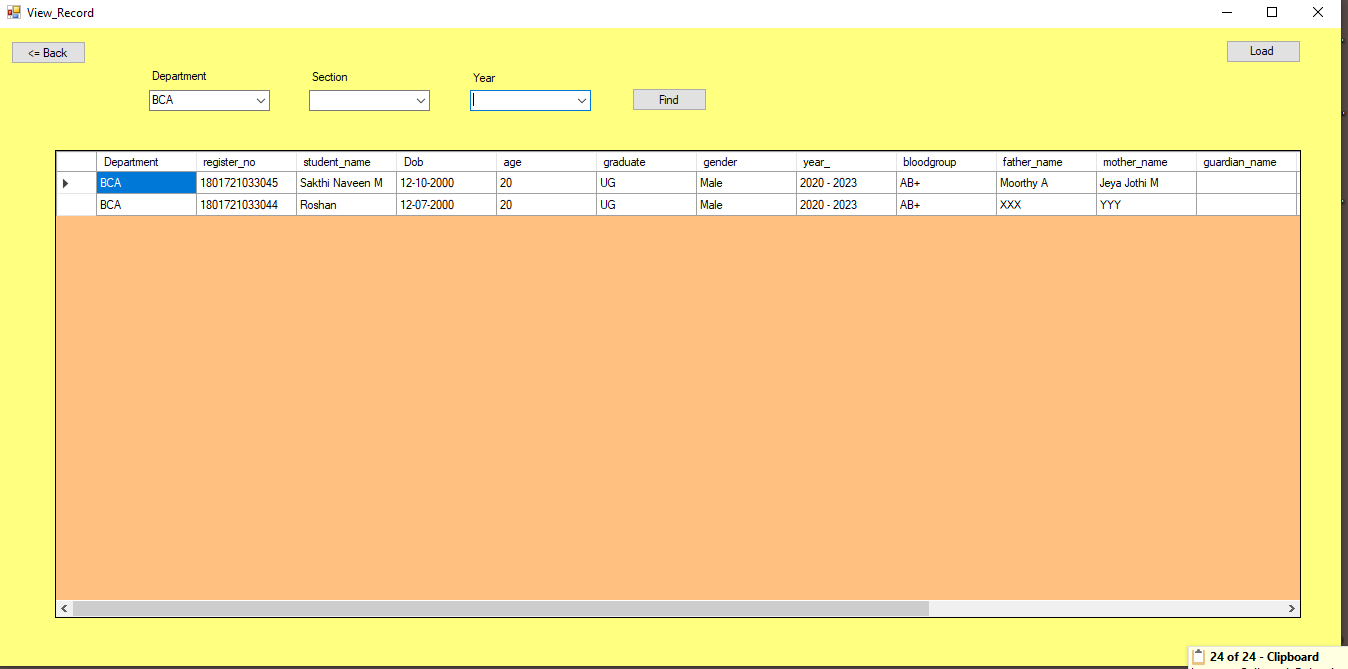 View_Record
<= Back
Load
Department Section Year
BCA
Find
Department register_no student_name Dob age graduate gender year_ bloodgroup father_name mother_name guardian_name
BCA 1801721033045 Sakthi Naveen M 12-10-2000 20 UG Male 2020 - 2023 AB+ Moorthy A Jeya Jothi M
BCA 1801721033044 Roshan 12-07-2000 20 UG Male 2020 - 2023 AB+ XXX YYY
24 of 24 - Clipboard